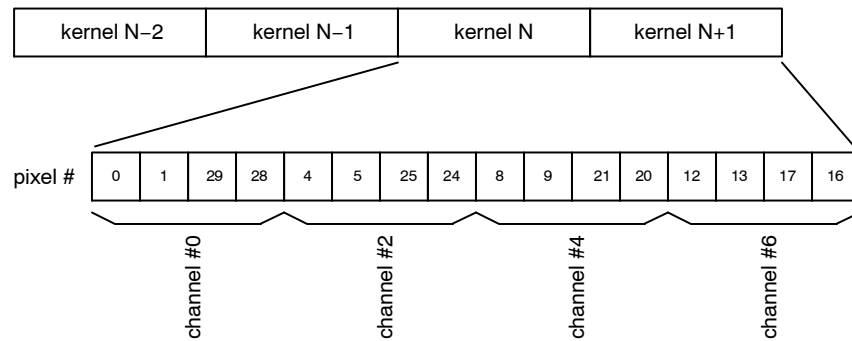 kernel N−2 kernel N−1 kernel N kernel N+1
pixel # 0 1 29 28 4 5 25 24 8 9 21 20 12 13 17 16
channel #0 channel #2 channel #4 channel #6